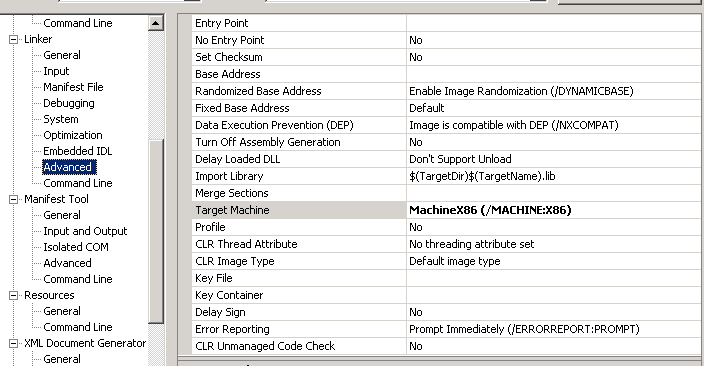 Command Line
Linker
General
Input
Manifest File
Debugging
System
Optimization
Embedded IDL
Advanced
Command Line
Manifest Tool
General
Input and Output
Isolated COM
Advanced
Command Line
Resources
General
Command Line
XML Document Generator
General
Entry Point
No Entry Point No
Set Checksum No
Base Address
Randomized Base Address Enable Image Randomization (/DYNAMICBASE)
Fixed Base Address Default
Data Execution Prevention (DEP) Image is compatible with DEP (/NXCOMPAT)
Turn Off Assembly Generation No
Delay Loaded DLL Don't Support Unload
Import Library $(TargetDir)$(TargetName).lib
Merge Sections
Target Machine MachineX86 (/MACHINE:X86)
Profile No
CLR Thread Attribute No threading attribute set
CLR Image Type Default image type
Key File
Key Container
Delay Sign No
Error Reporting Prompt Immediately (/ERRORREPORT:PROMPT)
CLR Unmanaged Code Check No